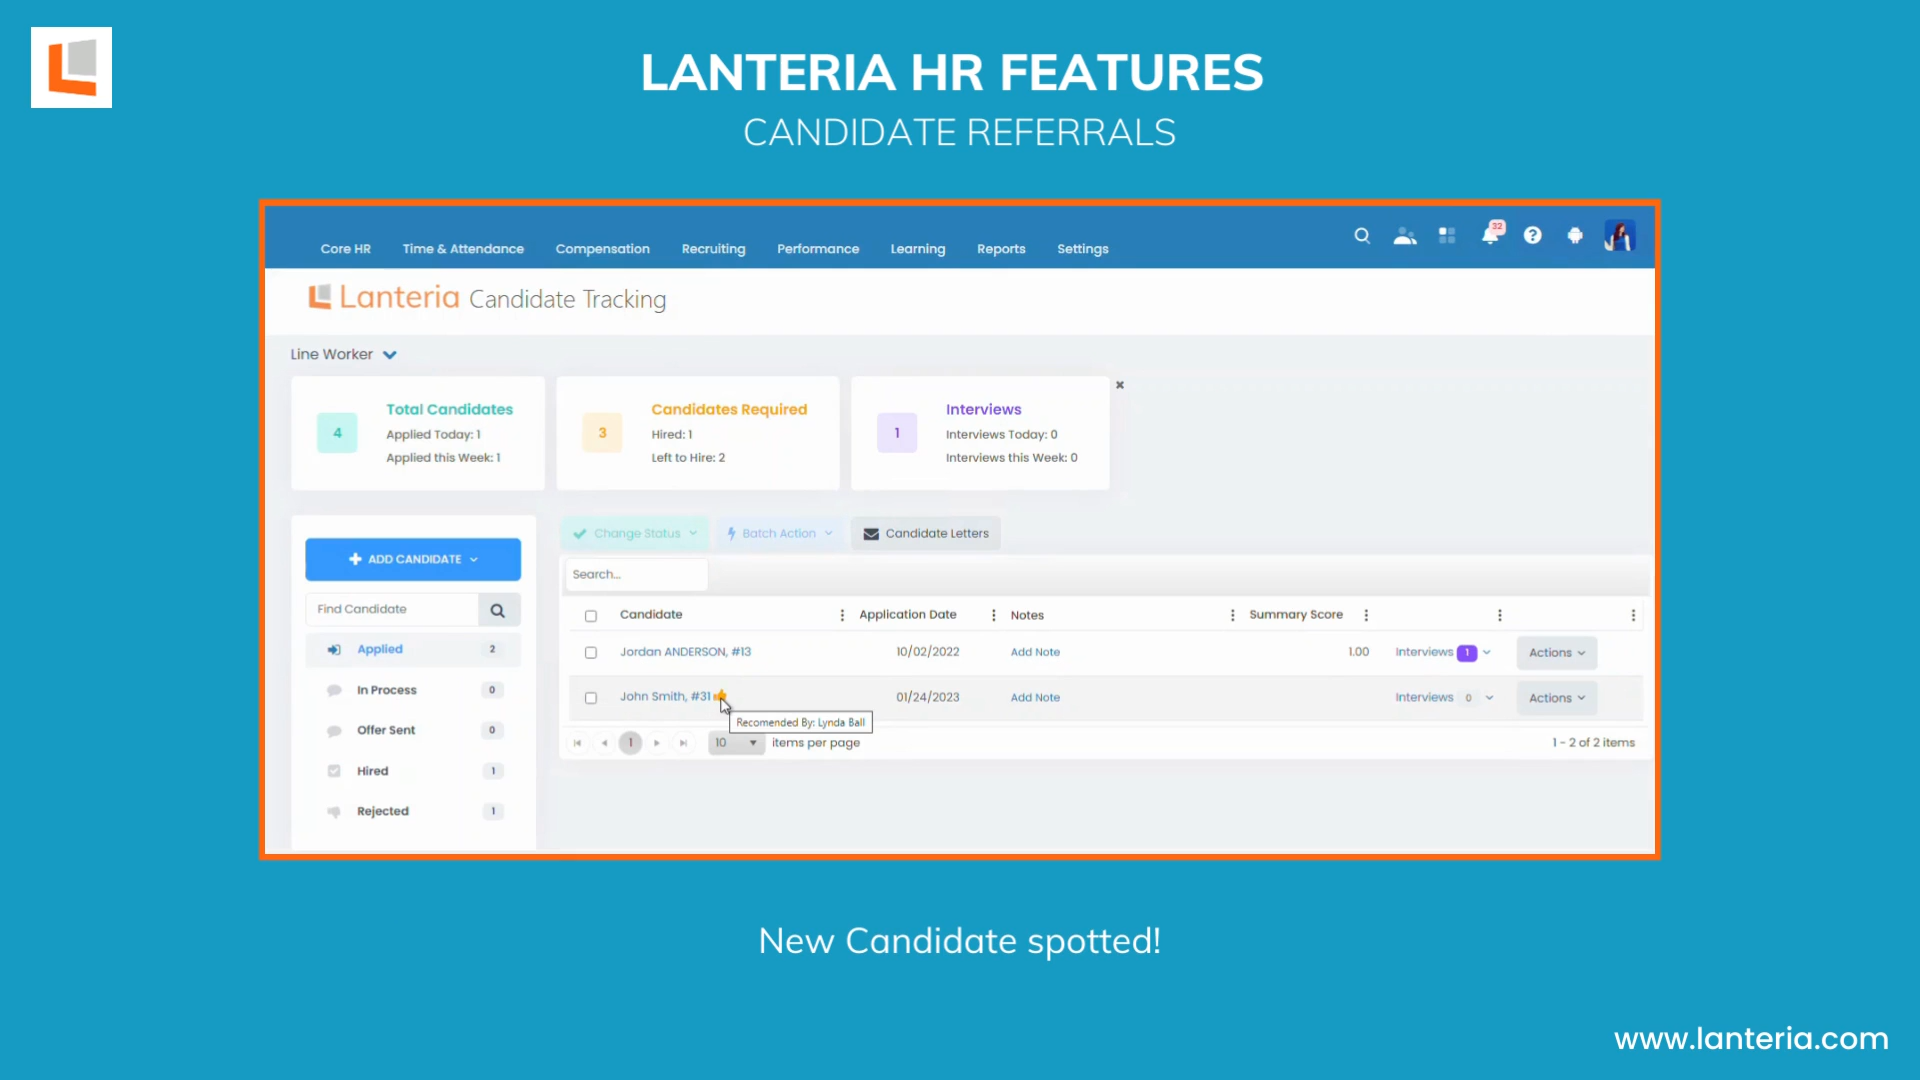 LANTERIA HR FEATURES
CANDIDATE REFERRALS
32
Core HR Time & Attendance Compensation Recruiting Performance Learning Reports Settings
Lanteria Candidate Tracking
Line Worker
4 Total Candidates
Applied Today: 1
Applied this Week: 1
3 Candidates Required
Hired: 1
Left to Hire: 2
1 Interviews
Interviews Today: 0
Interviews this Week: 0
ADD CANDIDATE
Find Candidate
Applied 2
In Process 0
Offer Sent 0
Hired 1
Rejected 1
Change Status Batch Action Candidate Letters
Search...
Candidate Application Date Notes Summary Score
Jordan ANDERSON, #13 10/02/2022 Add Note 1.00 Interviews 1 Actions
John Smith, #31 01/24/2023 Add Note Interviews 0 Actions
Recomended By: Lynda Ball
1 10 items per page 1 - 2 of 2 items
New Candidate spotted!
www.lanteria.com